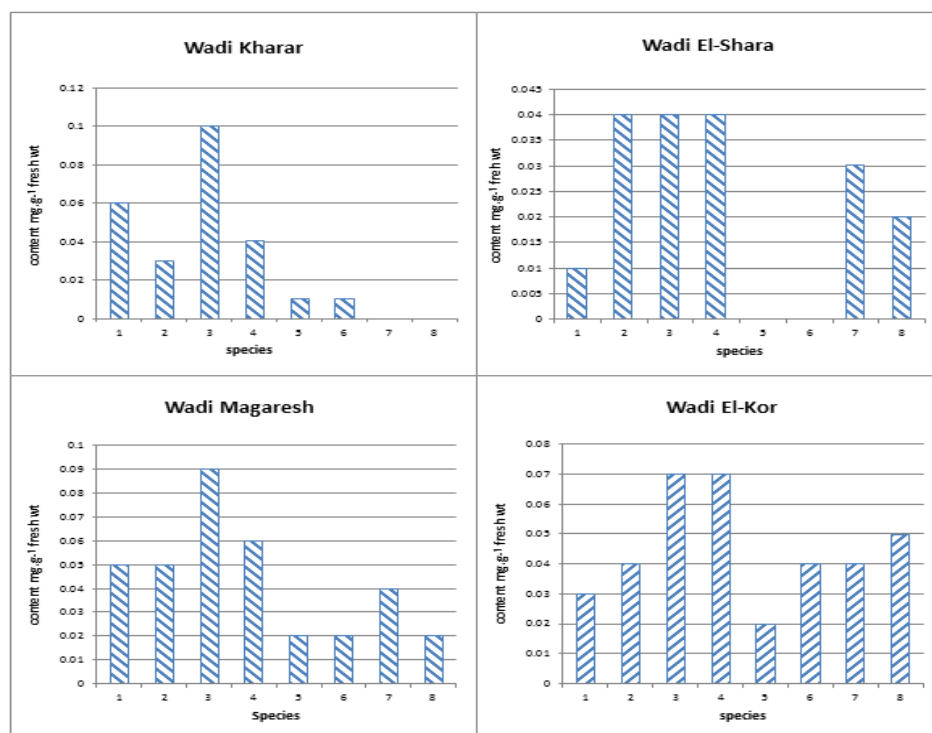 Wadi Kharar
content mg.g-1 fresh wt
0.12
0.1
0.08
0.06
0.04
0.02
0
1 2 3 4 5 6 7 8
species
Wadi El-Shara
content mg.g-1 freh wt
0.045
0.04
0.035
0.03
0.025
0.02
0.015
0.01
0.005
0
1 2 3 4 5 6 7 8
species
Wadi Magaresh
content mg.g-1 fresh wt
0.1
0.09
0.08
0.07
0.06
0.05
0.04
0.03
0.02
0.01
0
1 2 3 4 5 6 7 8
Species
Wadi El-Kor
content mg.g-1 fresh wt
0.08
0.07
0.06
0.05
0.04
0.03
0.02
0.01
0
1 2 3 4 5 6 7 8
species